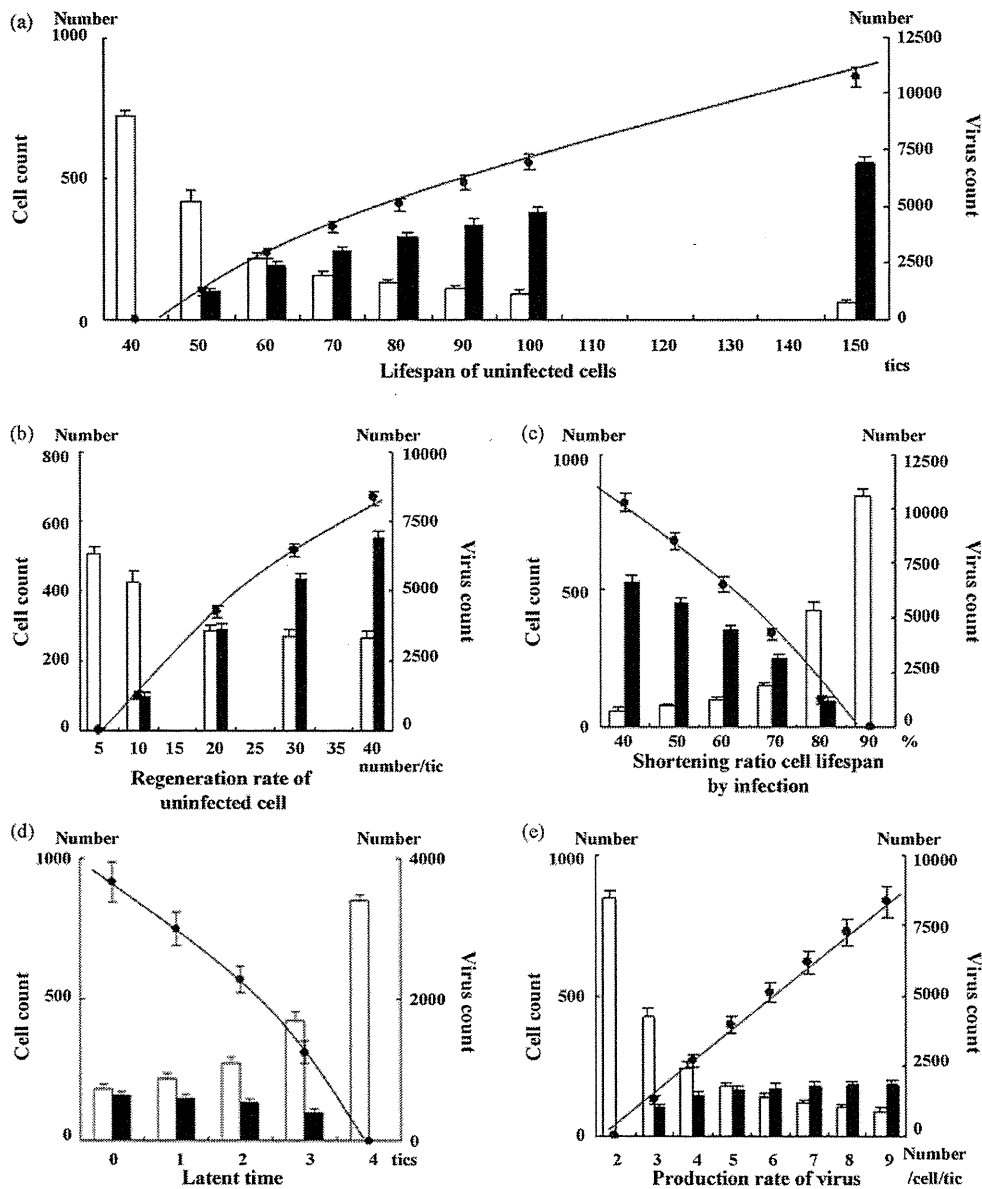 (a) Number Number
1000 12500
10000
Cell count 500 7500 Virus count
5000
2500
0 0
40 50 60 70 80 90 100 110 120 130 140 150
Lifespan of uninfected cells tics
(b) Number Number
800 10000
600 7500
Cell count 400 5000 Virus count
200 2500
0 0
5 10 15 20 25 30 35 40 number/tic
Regeneration rate of
uninfected cell
(c) Number Number
1000 12500
10000
Cell count 500 7500 Virus count
5000
2500
0 0
40 50 60 70 80 90 %
Shortening ratio cell lifespan
by infection
(d) Number Number
1000 4000
Cell count 500 2000 Virus count
0 0
0 1 2 3 4 tics
Latent time
(e) Number Number
1000 10000
7500
Cell count 500 5000 Virus count
2500
0 0
2 3 4 5 6 7 8 9 Number
Production rate of virus /cell/tic